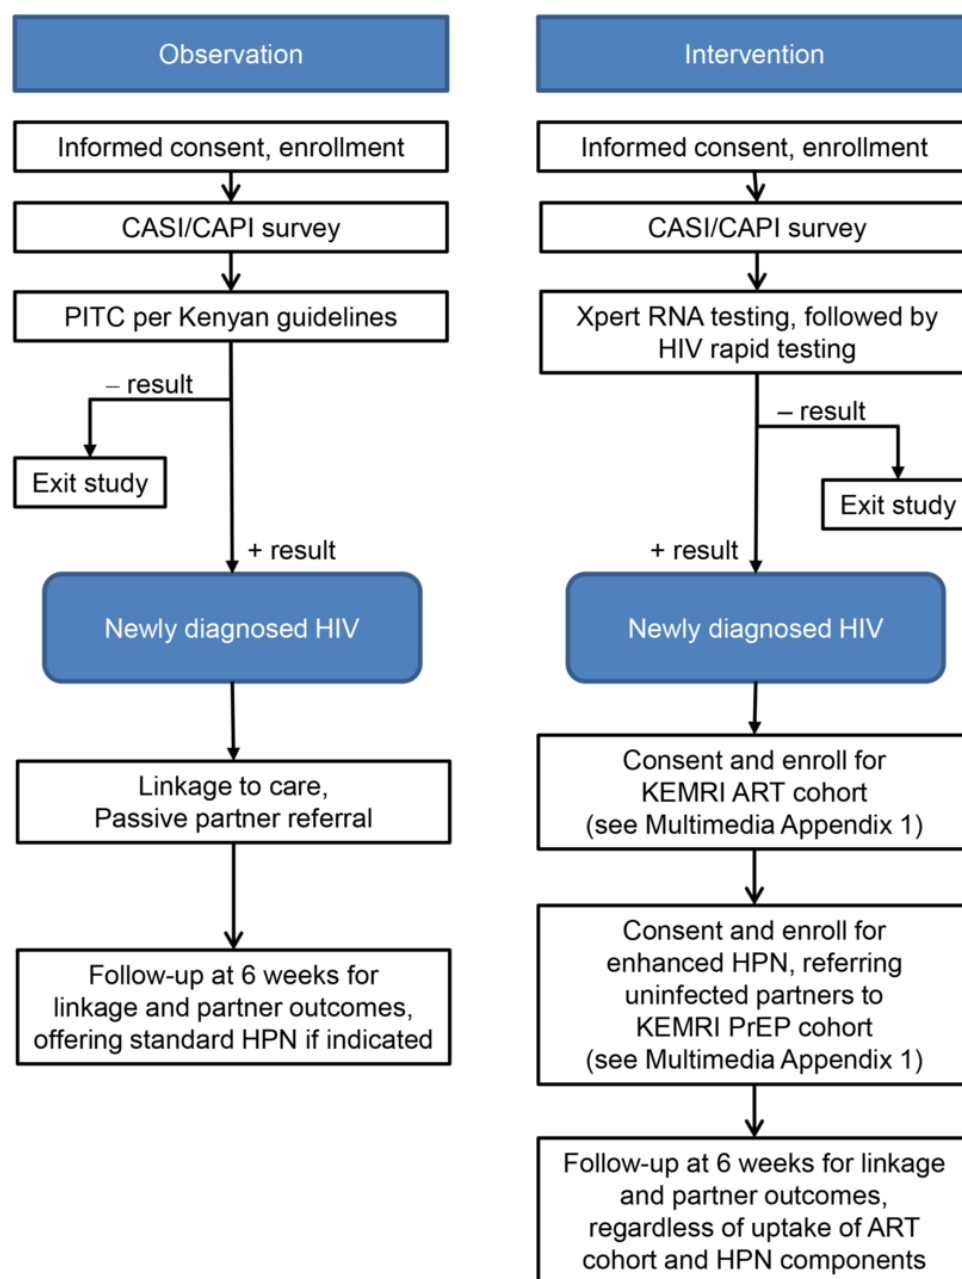 Observation
Informed consent, enrollment
CASI/CAPI survey
PITC per Kenyan guidelines
– result
Exit study
+ result
Newly diagnosed HIV
Linkage to care,
Passive partner referral
Follow-up at 6 weeks for
linkage and partner outcomes,
offering standard HPN if indicated
Intervention
Informed consent, enrollment
CASI/CAPI survey
Xpert RNA testing, followed by
HIV rapid testing
– result
Exit study
+ result
Newly diagnosed HIV
Consent and enroll for
KEMRI ART cohort
(see Multimedia Appendix 1)
Consent and enroll for
enhanced HPN, referring
uninfected partners to
KEMRI PrEP cohort
(see Multimedia Appendix 1)
Follow-up at 6 weeks for linkage
and partner outcomes,
regardless of uptake of ART
cohort and HPN components